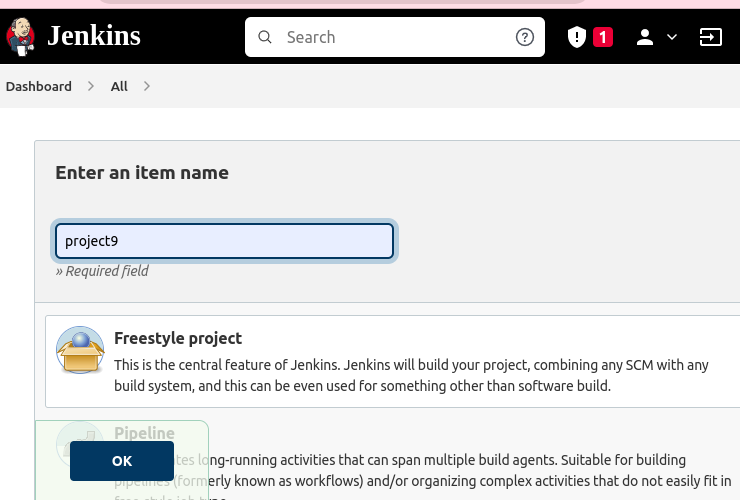 Jenkins
Search
1
Dashboard
All
Enter an item name
project9
» Required field
Freestyle project
This is the central feature of Jenkins. Jenkins will build your project, combining any SCM with any
build system, and this can be even used for something other than software build.
Pipeline
OK
long-running activities that can span multiple build agents. Suitable for building
pipelines (formerly known as workflows) and/or organizing complex activities that do not easily fit in